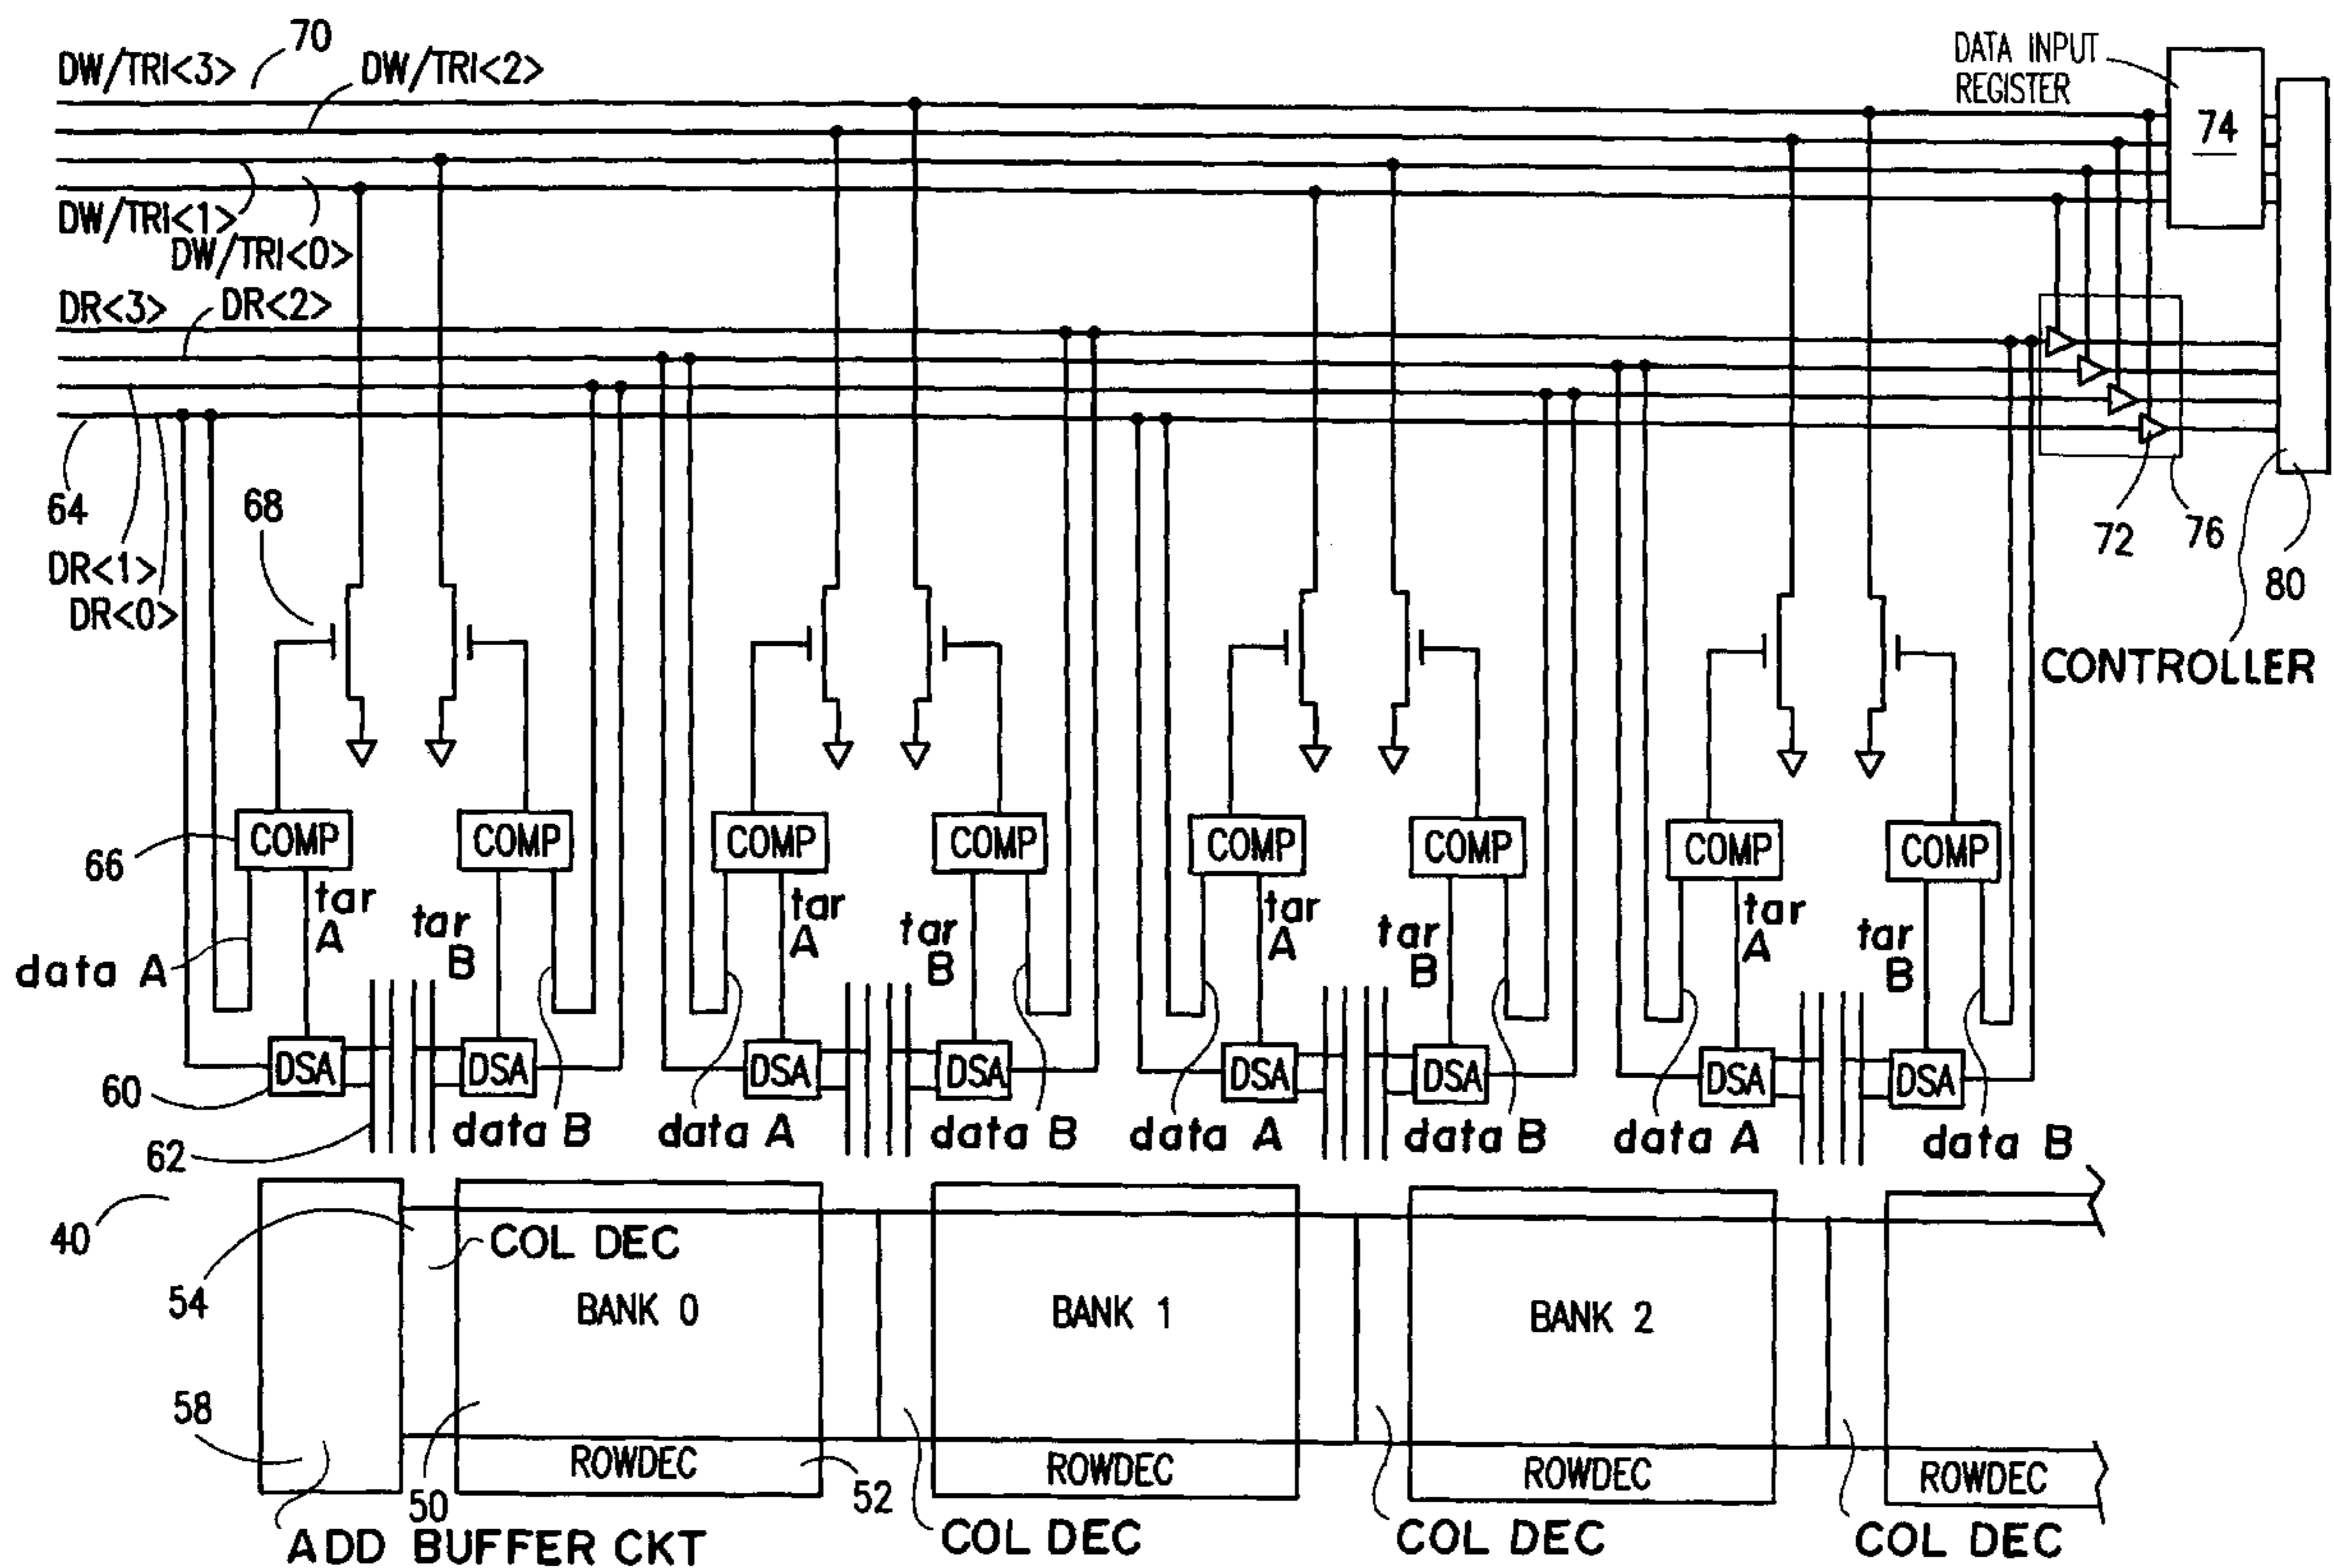 70
DW/TRI<3>
DW/TRI<2>
DATA INPUT
REGISTER
74
DW/TRI<1>
DW/TRI<0>
DR<3>
DR<2>
64
68
DR<1>
DR<0>
72
76
80
CONTROLLER
COMP
COMP
COMP
COMP
COMP
COMP
COMP
COMP
66
tar
A
tar
B
tar
A
tar
B
tar
A
tar
B
tar
A
tar
B
data A
DSA
DSA
DSA
DSA
DSA
DSA
DSA
DSA
60
62
data B
data A
data B
data A
data B
data A
data B
40
54
COL DEC
BANK 0
BANK 1
BANK 2
58
50
ROWDEC
52
ROWDEC
ROWDEC
ROWDEC
ADD BUFFER CKT
COL DEC
COL DEC
COL DEC